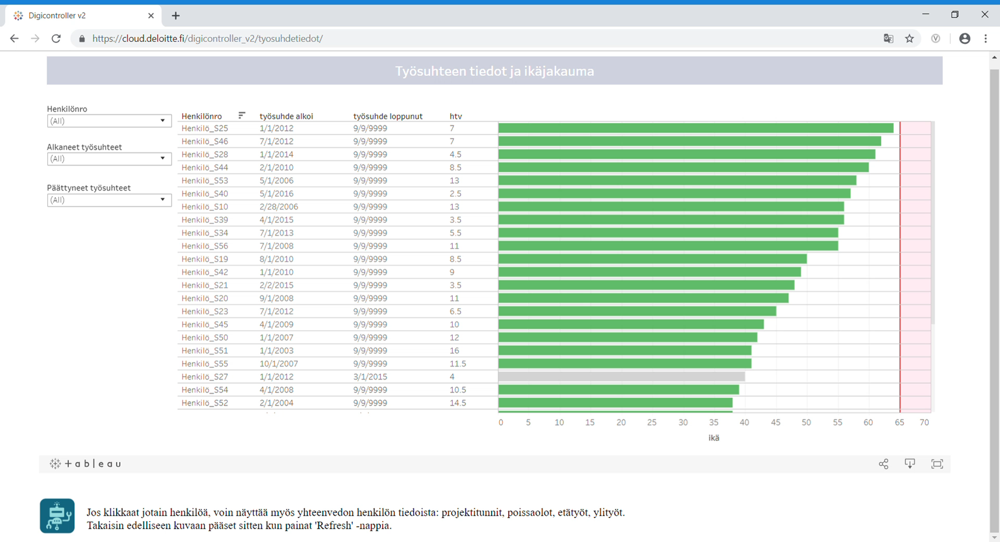 Digicontroller v2
https://cloud.deloitte.fi/digicontroller_v2/tyosuhdetiedot/
Työsuhteen tiedot ja ikäjakauma
Henkilönro
(All)
Alkaneet työsuhteet
(All)
Päättyneet työsuhteet
(All)
Henkilönro työsuhde alkoi työsuhde loppunut htv
Henkilö_S25 1/1/2012 9/9/9999 7
Henkilö_S46 7/1/2012 9/9/9999 7
Henkilö_S28 1/1/2014 9/9/9999 4.5
Henkilö_S44 2/1/2010 9/9/9999 8.5
Henkilö_S53 5/1/2006 9/9/9999 13
Henkilö_S40 5/1/2016 9/9/9999 2.5
Henkilö_S10 2/28/2006 9/9/9999 13
Henkilö_S39 4/1/2015 9/9/9999 3.5
Henkilö_S34 7/1/2013 9/9/9999 5.5
Henkilö_S56 7/1/2008 9/9/9999 11
Henkilö_S19 8/1/2010 9/9/9999 8.5
Henkilö_S42 1/1/2010 9/9/9999 9
Henkilö_S21 2/2/2015 9/9/9999 3.5
Henkilö_S20 9/1/2008 9/9/9999 11
Henkilö_S23 7/1/2012 9/9/9999 6.5
Henkilö_S45 4/1/2009 9/9/9999 10
Henkilö_S50 1/1/2007 9/9/9999 12
Henkilö_S51 1/1/2003 9/9/9999 16
Henkilö_S55 10/1/2007 9/9/9999 11.5
Henkilö_S27 1/1/2012 3/1/2015 4
Henkilö_S54 4/1/2008 9/9/9999 10.5
Henkilö_S52 2/1/2004 9/9/9999 14.5
0 5 10 15 20 25 30 35 40 45 50 55 60 65 70
ikä
+ableau
Jos klikkaat jotain henkilöä, voin näyttää myös yhteenvedon henkilön tiedoista: projektitunnit, poissaolot, etätyöt, ylityöt.
Takaisin edelliseen kuvaan pääset sitten kun painat 'Refresh' -nappia.